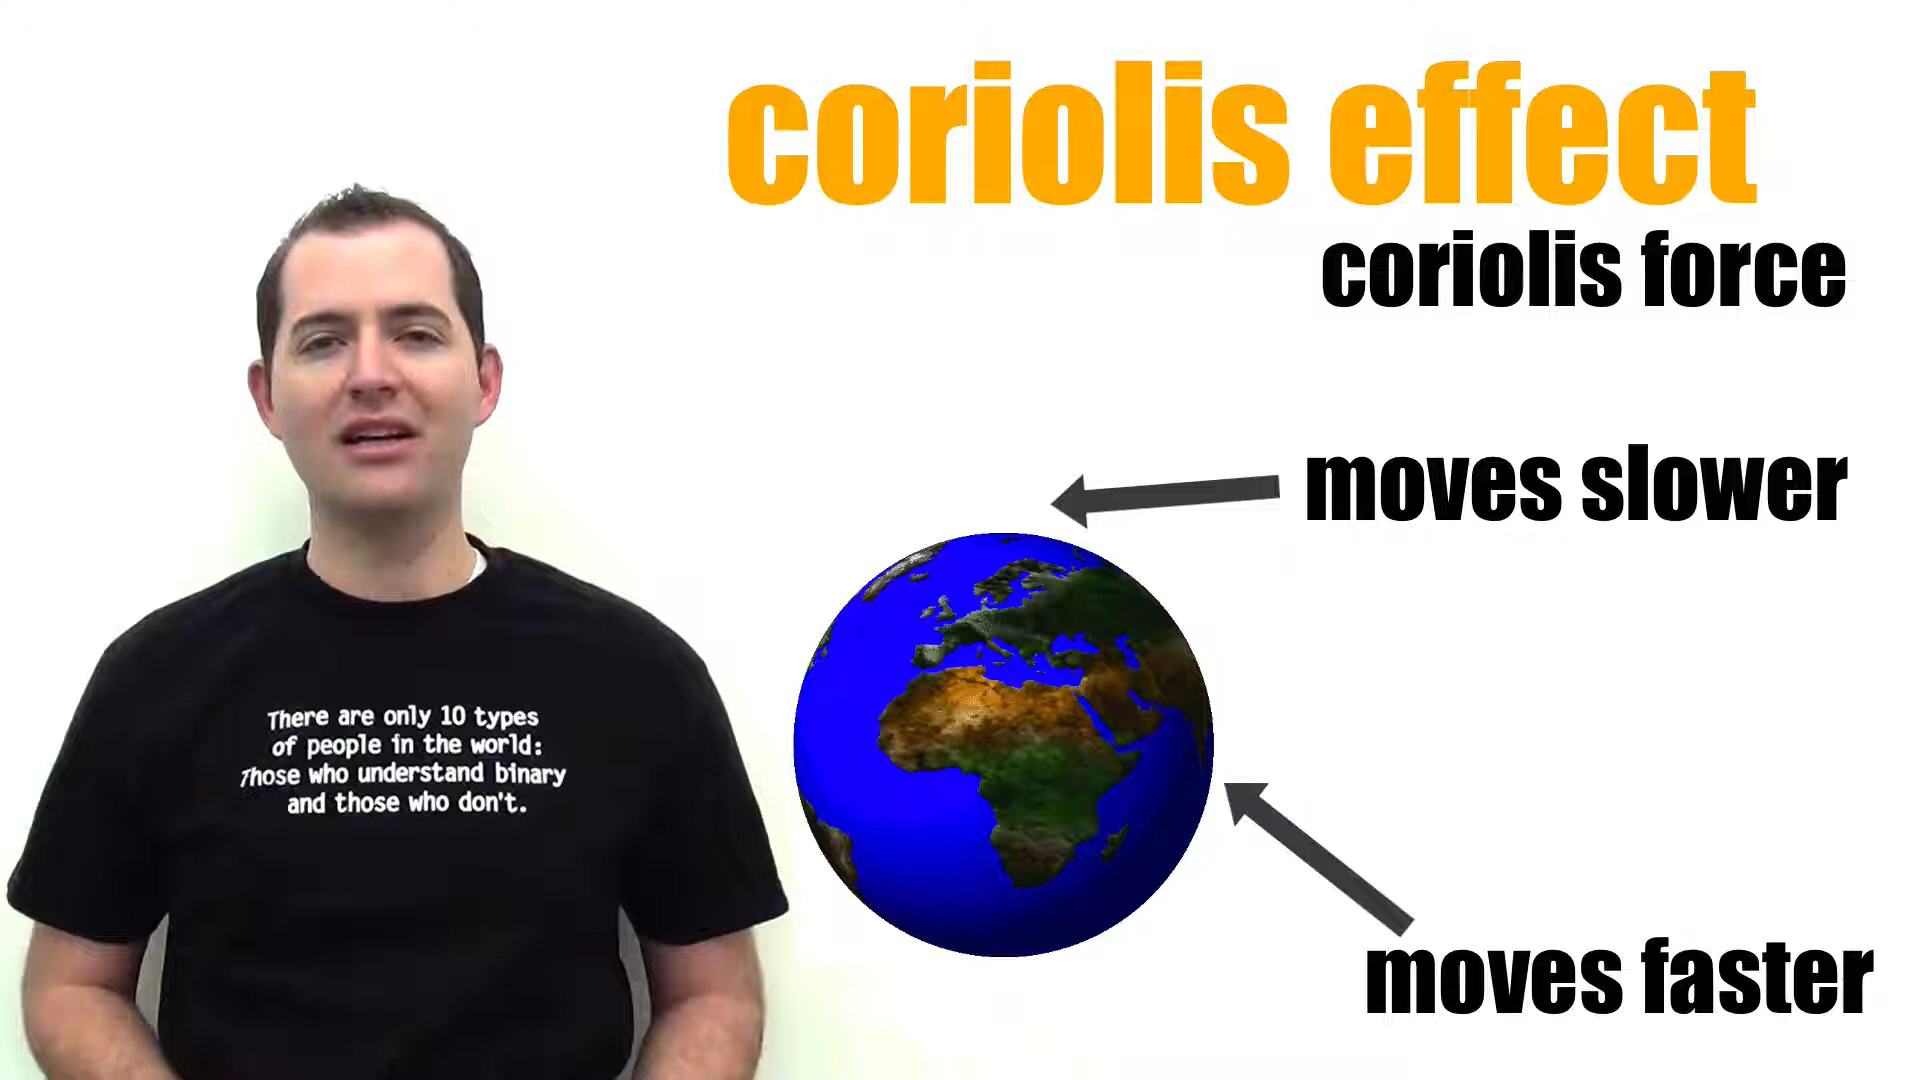 coriolis effect
coriolis force
moves slower
There are only 10 types
of people in the world:
Those who understand binary
and those who don't.
moves faster